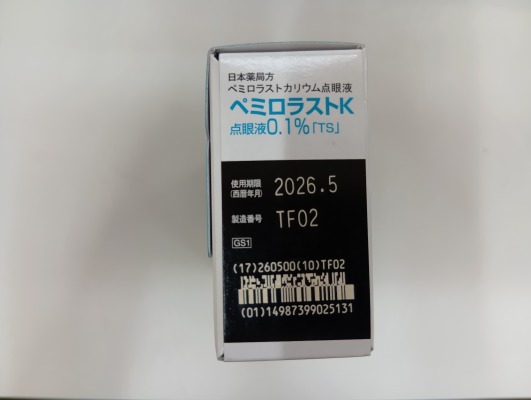 日本薬局方
ペミロラストカリウム点眼液
ペミロラストK
点眼液0.1%「TS」
使用期限
(西暦年月) 2026.5
製造番号 TF02
GS1
(17)260500(10)TF02
(01)14987399025131